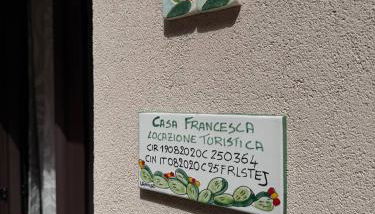 CASA FRANCESCA
LOCAZIONE TURISTICA
CIR 19082020C 250364
CIN IT082020C25FRLSTEJ